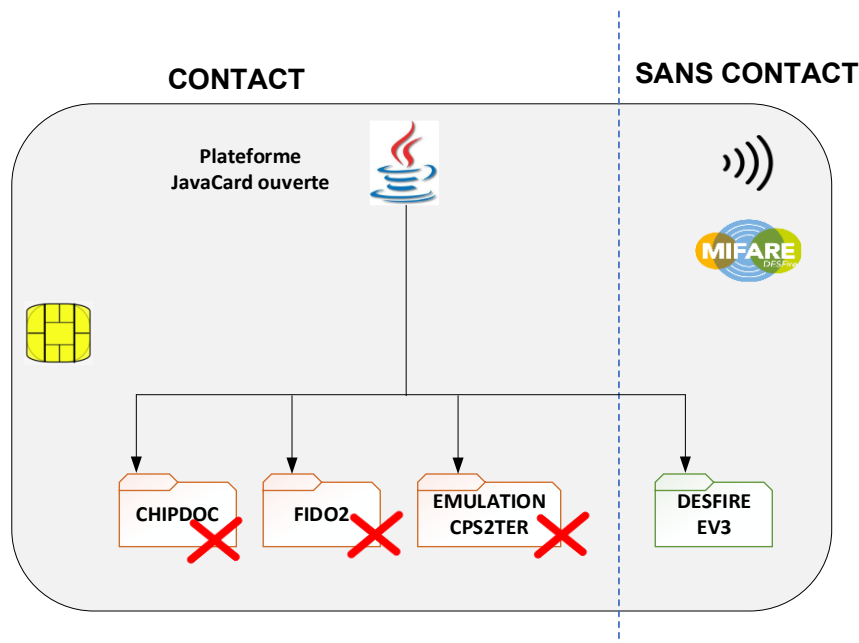 CONTACT
SANS CONTACT
Plateforme
JavaCard ouverte
MIFARE
DESFire
CHIPDOC
FIDO2
EMULATION
CPS2TER
DESFIRE
EV3